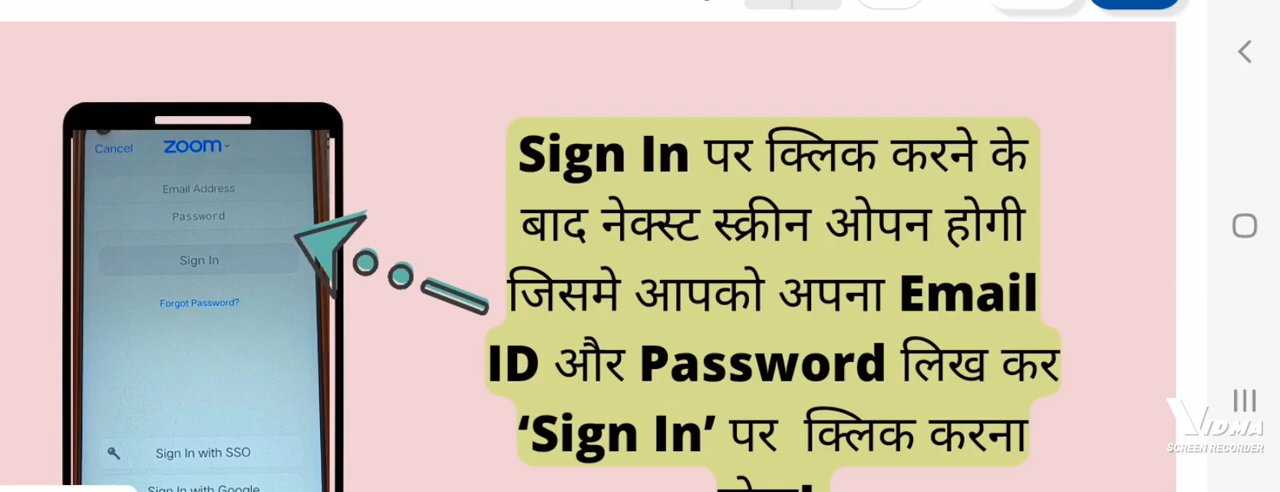 Cancel zoom
Email Address
Password
Sign In
Forgot Password?
Sign In with SSO
Sign In with Google
Sign In पर क्लिक करने के
बाद नेक्स्ट स्क्रीन ओपन होगी
जिसमे आपको अपना Email
ID और Password लिख कर
‘Sign In’ पर क्लिक करना
VIDMA
SCREEN RECORDER